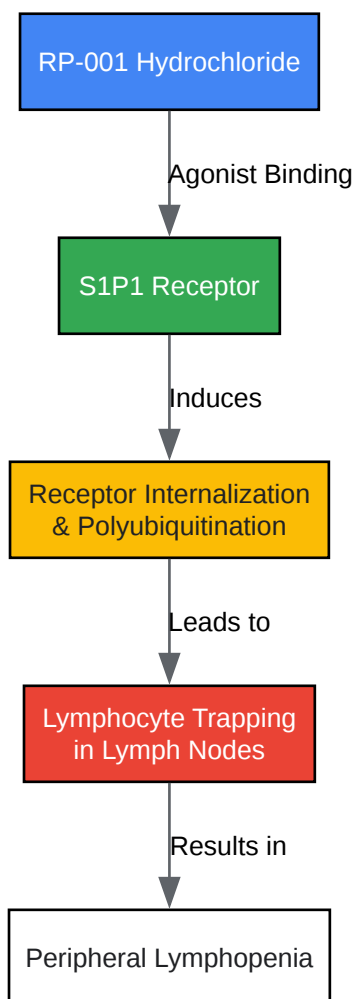 RP-001 Hydrochloride
Agonist Binding
S1P1 Receptor
Induces
Receptor Internalization
& Polyubiquitination
Leads to
Lymphocyte Trapping
in Lymph Nodes
Results in
Peripheral Lymphopenia